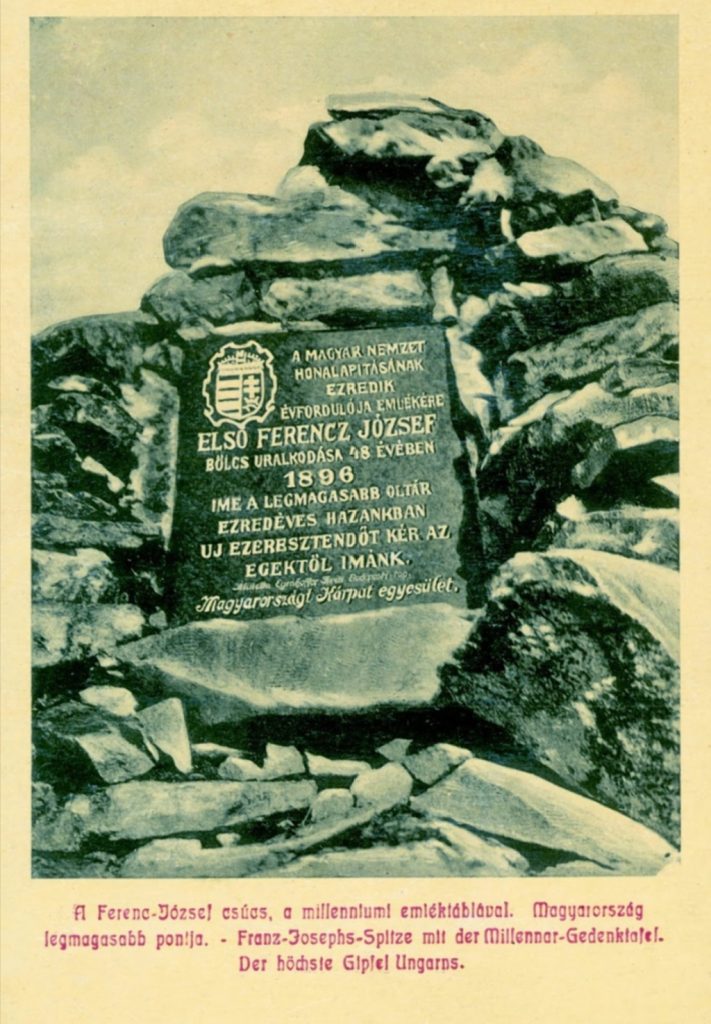 A MAGYAR NEMZET
HONALAPITÁSÁNAK
EZREDIK
ÉVFORDULÓJA EMLÉKÉRE
ELSŐ FERENCZ JÓZSEF
BÖLCS URALKODÁSA 48 ÉVÉBEN
1896
IME A LEGMAGASABB OLTÁR
EZREDÉVES HAZÁNKBAN
UJ EZERESZTENDŐT KÉR AZ
EGEKTŐL IMÁNK.
Magyarországi Kárpat egyesület.
A Ferenc-József csúcs, a millenniumi emléktáblával. Magyarország
legmagasabb pontja. - Franz-Josephs-Spitze mit der Millennar-Gedenktafel.
Der höchste Gipfel Ungarns.